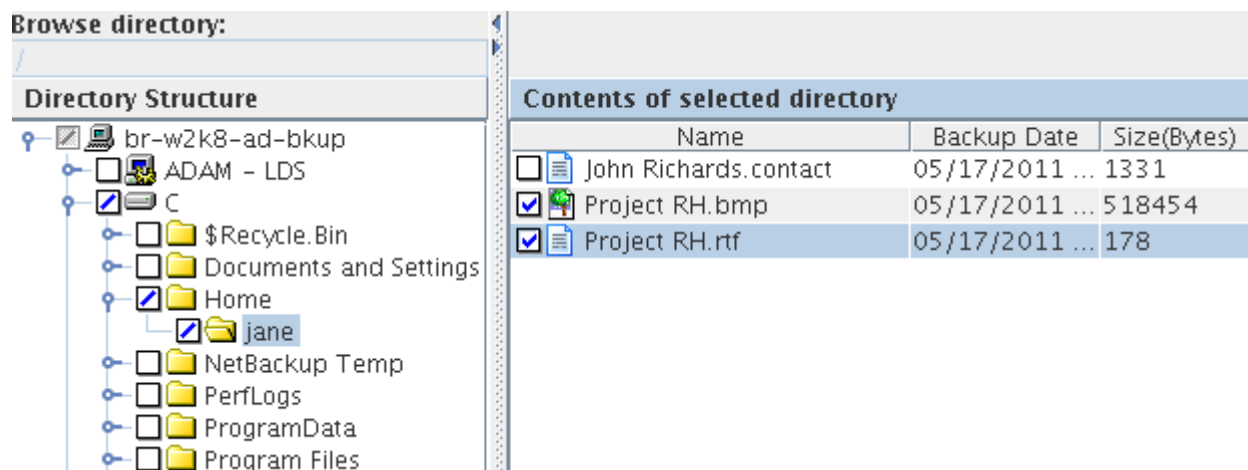 Browse directory:
/
Directory Structure
br-w2k8-ad-bkup
ADAM - LDS
C
$Recycle.Bin
Documents and Settings
Home
jane
NetBackup Temp
PerfLogs
ProgramData
Program Files
Contents of selected directory
Name Backup Date Size(Bytes)
John Richards.contact 05/17/2011 ... 1331
Project RH.bmp 05/17/2011 ... 518454
Project RH.rtf 05/17/2011 ... 178